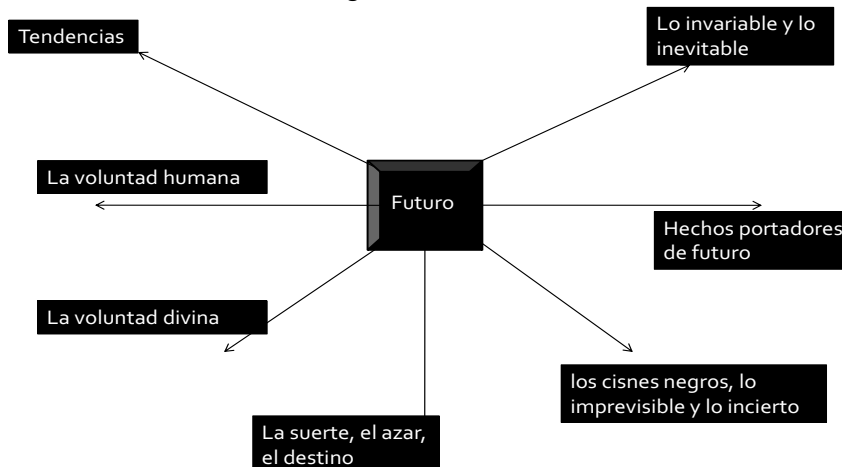 Tendencias
Lo invariable y lo
inevitable
La voluntad humana
Futuro
Hechos portadores
de futuro
La voluntad divina
los cisnes negros, lo
imprevisible y lo incierto
La suerte, el azar,
el destino